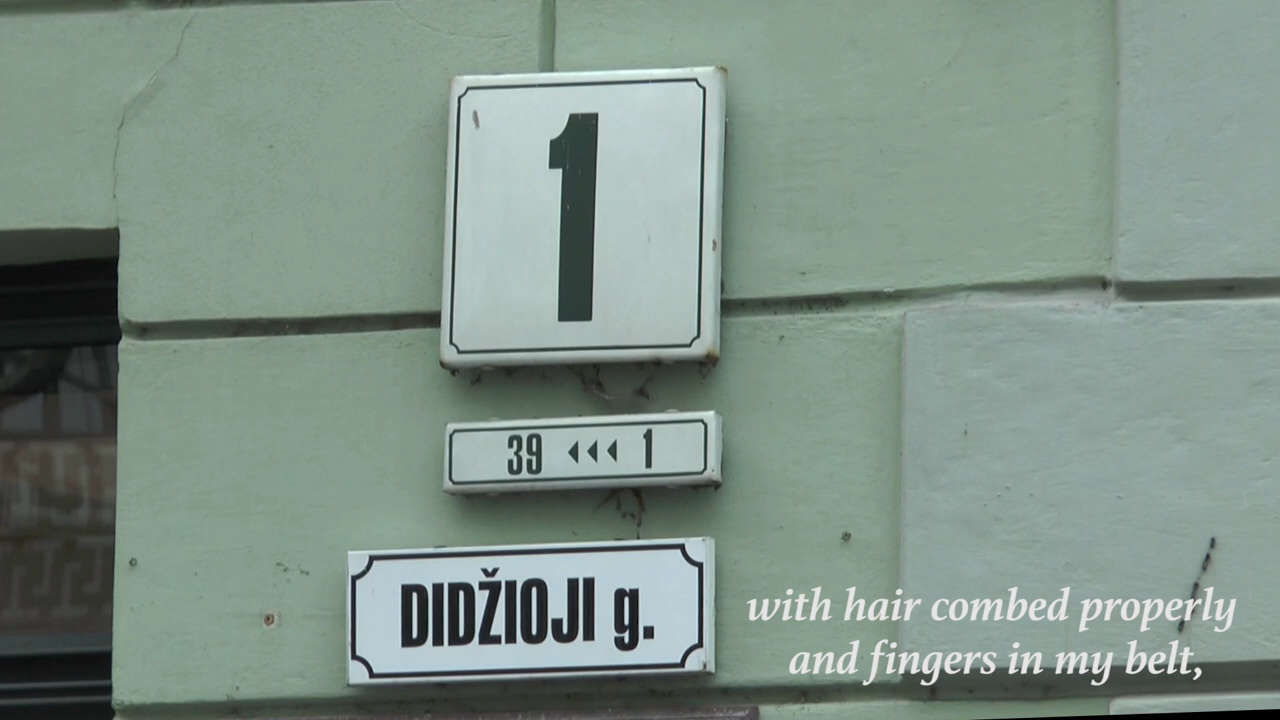 1
39 ◂◂◂ 1
DIDŽIOJI g.
with hair combed properly
and fingers in my belt,